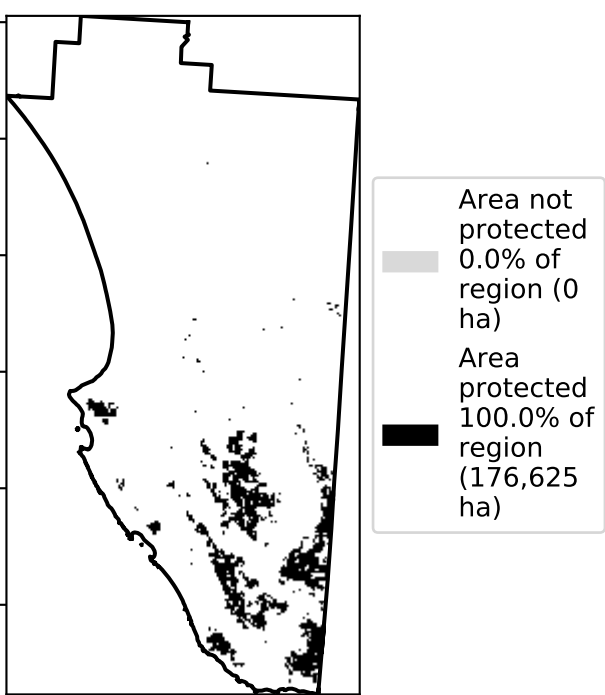 Area not
protected
0.0% of
region (0
ha)
Area
protected
100.0% of
region
(176,625
ha)